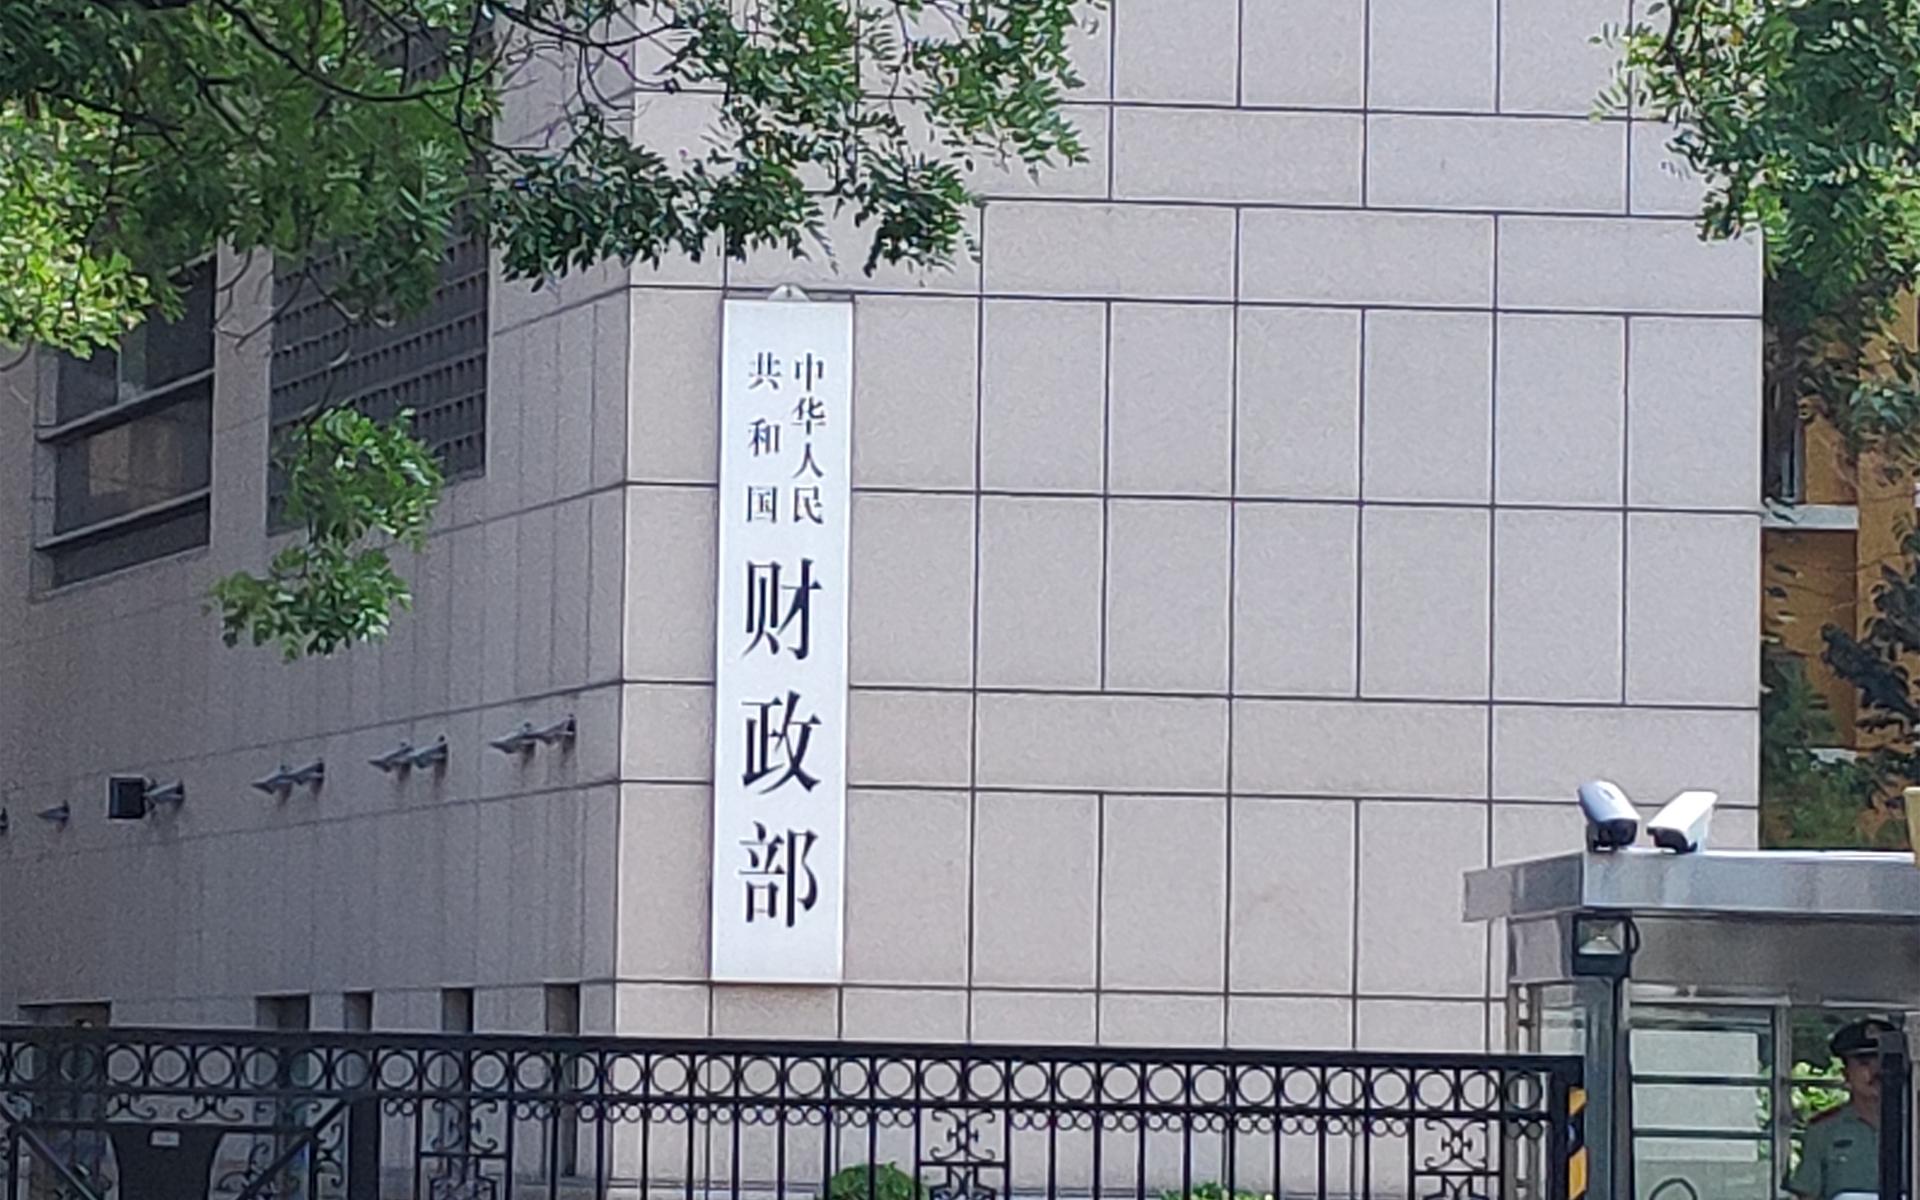 中华人民
共和国
财政部